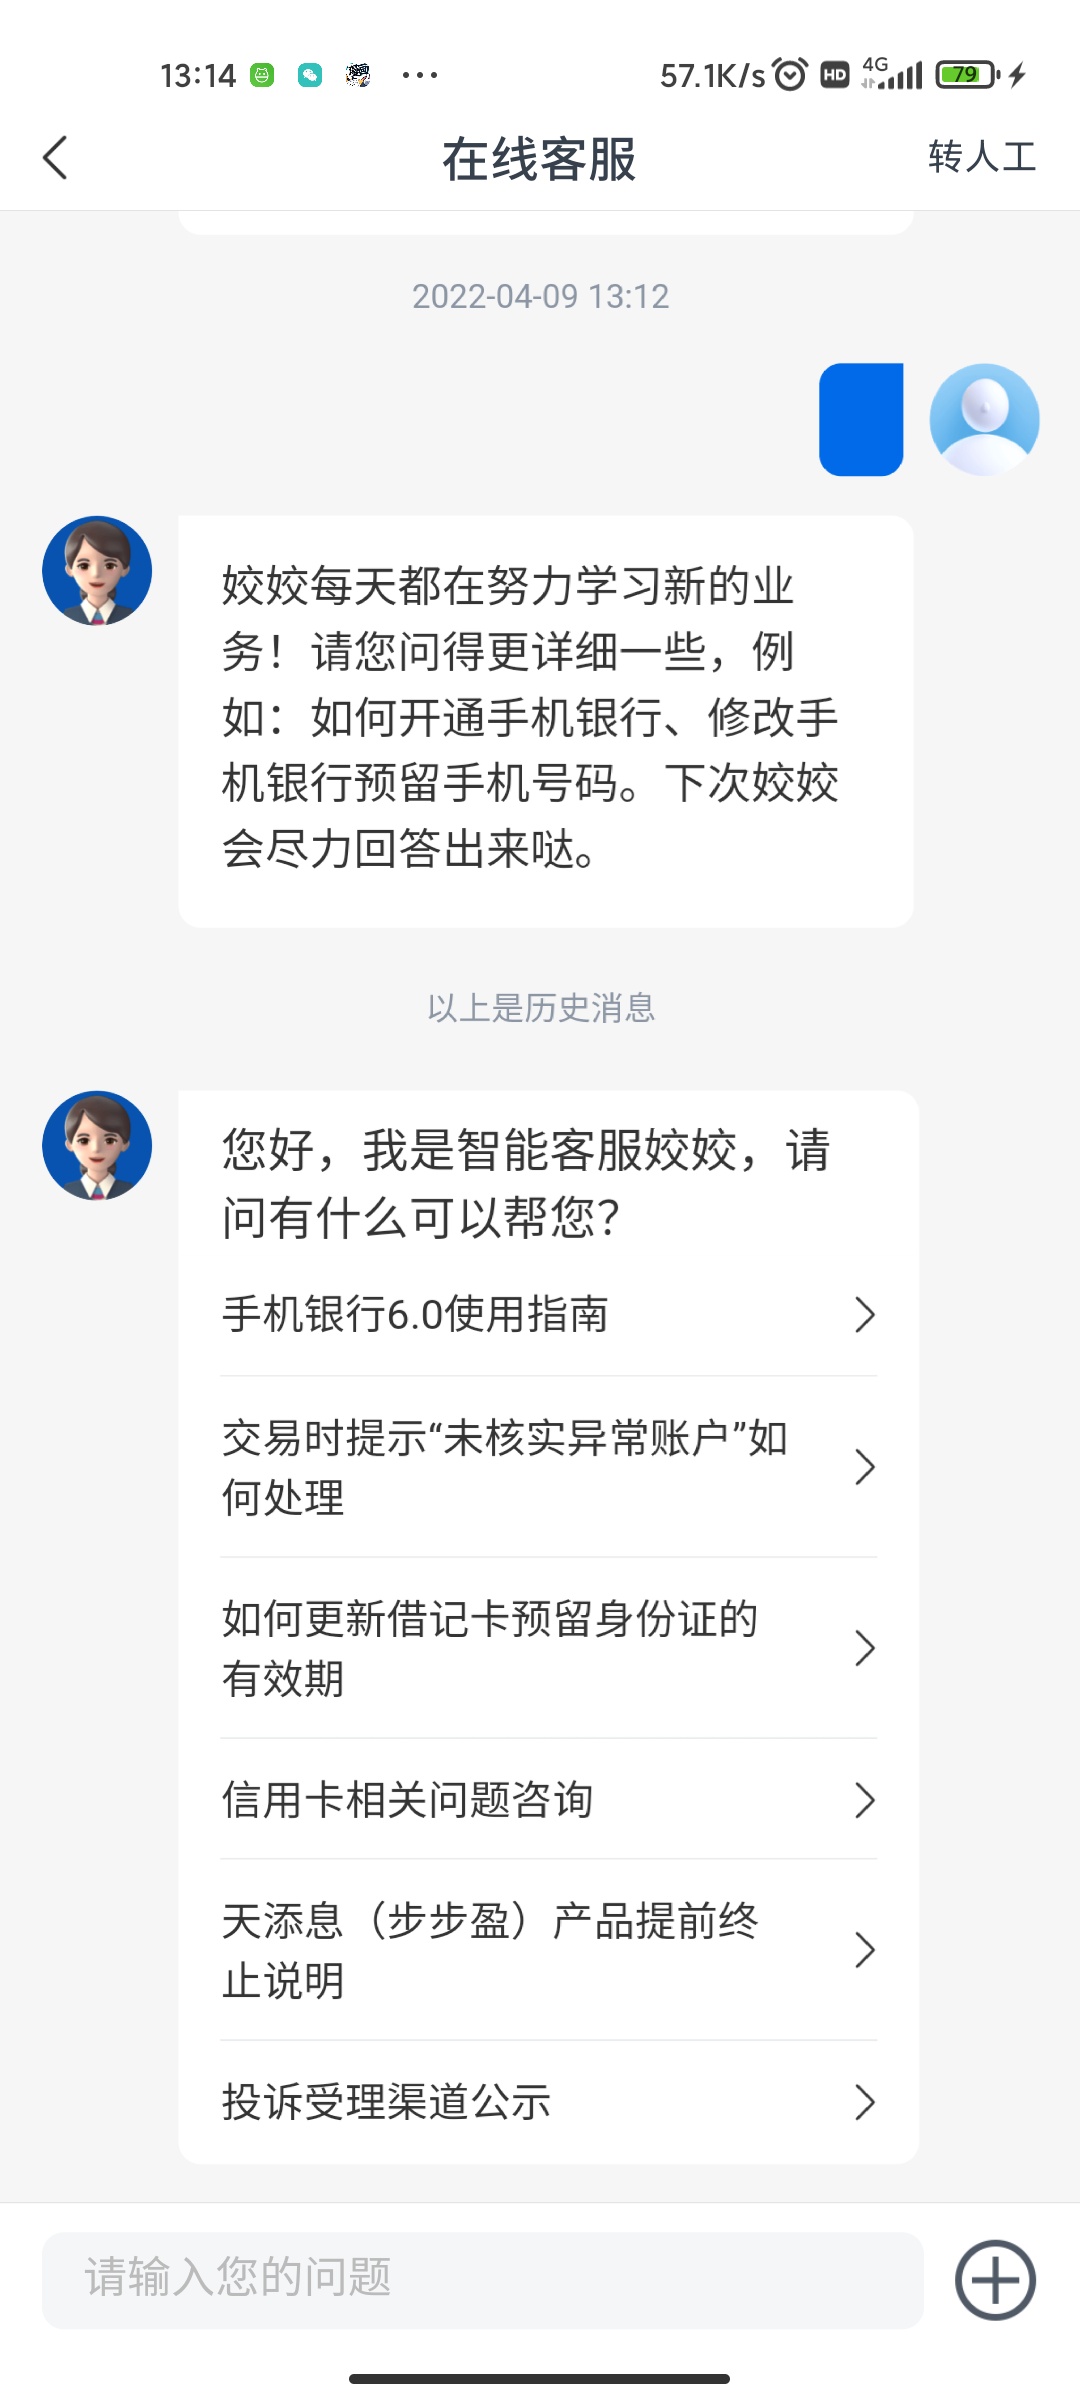 13:14
57.1K/s
HD
4G
79
在线客服
转人工
2022-04-09 13:12
姣姣每天都在努力学习新的业
务！请您问得更详细一些，例
如：如何开通手机银行、修改手
机银行预留手机号码。下次姣姣
会尽力回答出来哒。
以上是历史消息
您好，我是智能客服姣姣，请
问有什么可以帮您？
手机银行6.0使用指南
交易时提示“未核实异常账户”如
何处理
如何更新借记卡预留身份证的
有效期
信用卡相关问题咨询
天添息（步步盈）产品提前终
止说明
投诉受理渠道公示
请输入您的问题